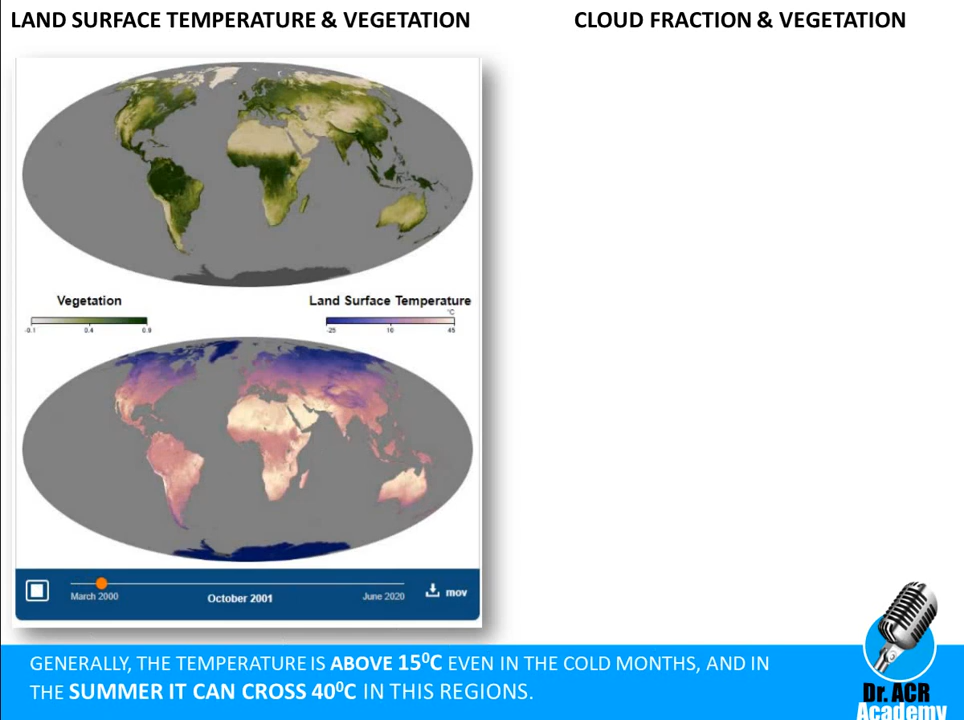 LAND SURFACE TEMPERATURE & VEGETATION
CLOUD FRACTION & VEGETATION
Vegetation
-0.1 0.4 0.9
Land Surface Temperature
°C
-25 10 45
March 2000
October 2001
June 2020
mov
GENERALLY, THE TEMPERATURE IS ABOVE 15⁰C EVEN IN THE COLD MONTHS, AND IN
THE SUMMER IT CAN CROSS 40⁰C IN THIS REGIONS.
Dr. ACR
Academy